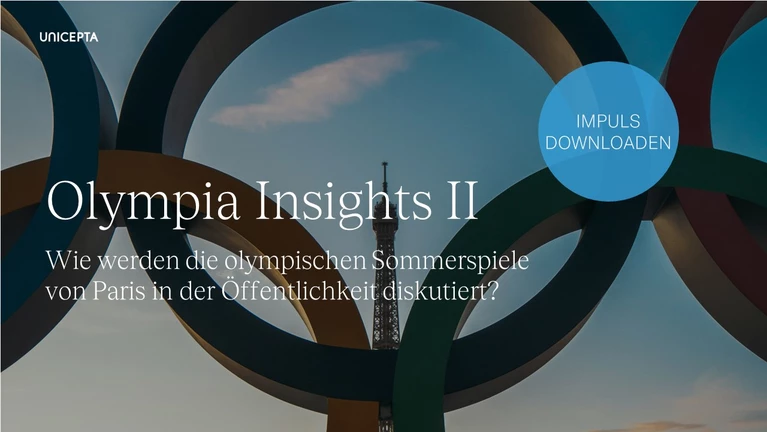 UNICEPTA
IMPULS
DOWNLOADEN
Olympia Insights II
Wie werden die olympischen Sommerspiele
von Paris in der Öffentlichkeit diskutiert?